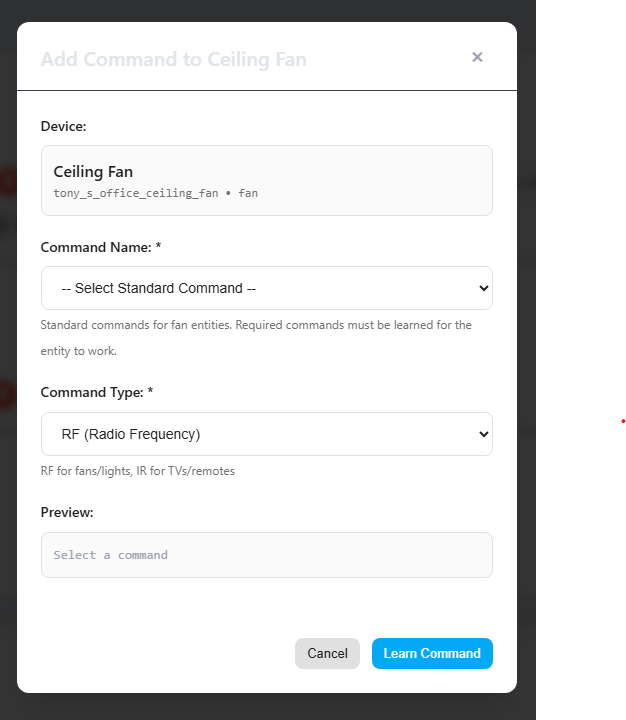 Add Command to Ceiling Fan ×
Device:
Ceiling Fan
tony_s_office_ceiling_fan • fan
Command Name: *
-- Select Standard Command --
Standard commands for fan entities. Required commands must be learned for the
entity to work.
Command Type: *
RF (Radio Frequency)
RF for fans/lights, IR for TVs/remotes
Preview:
Select a command
Cancel Learn Command